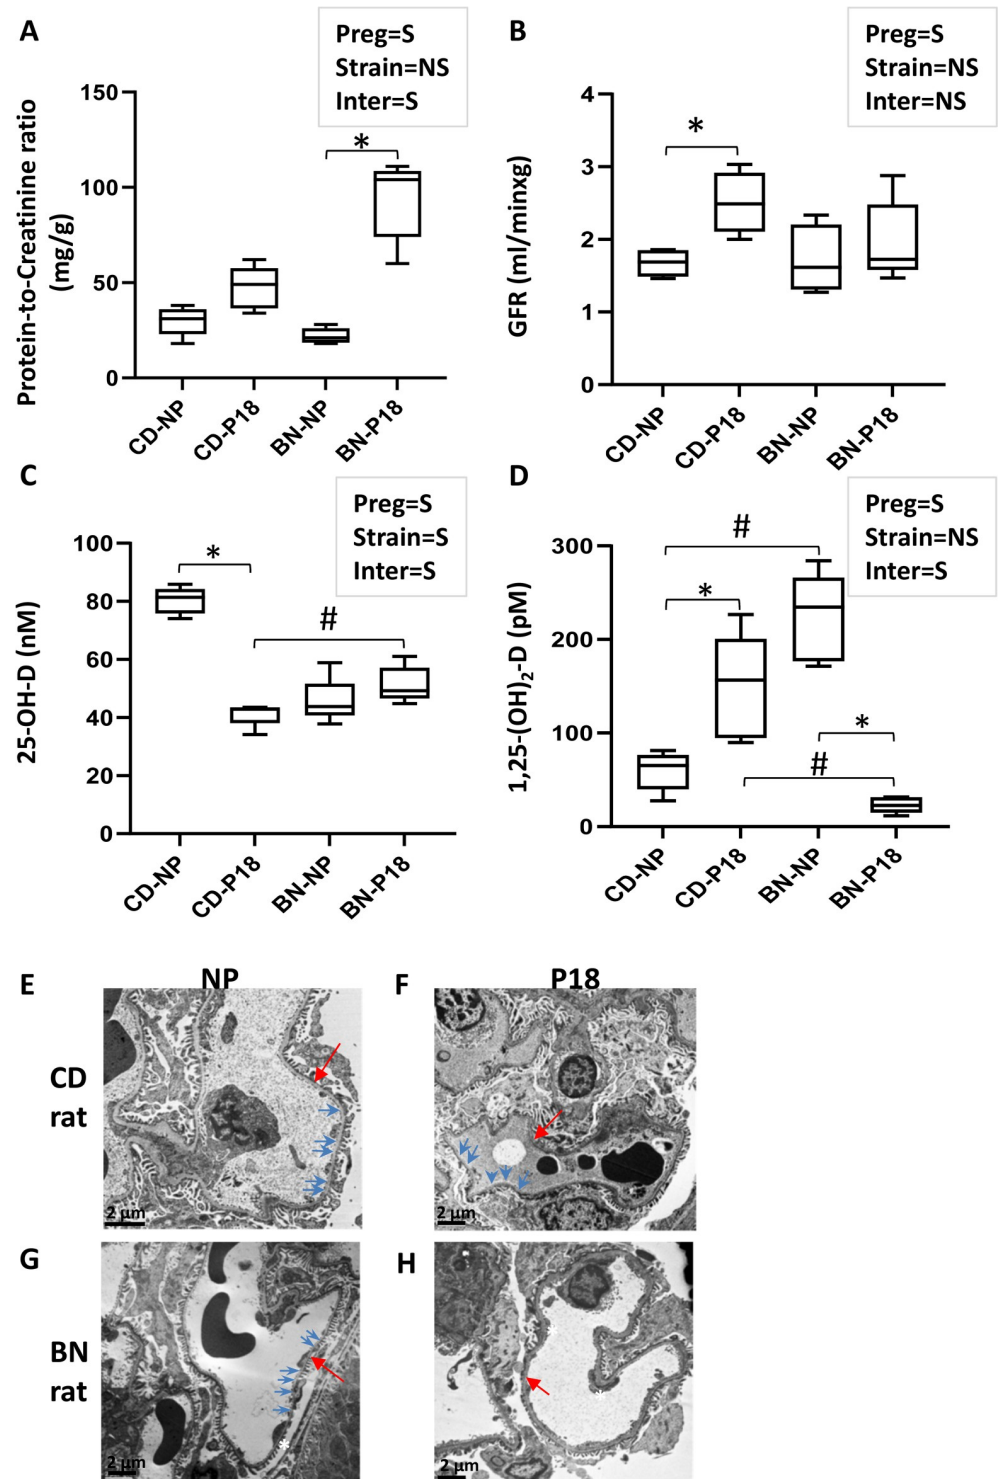 A
Preg=S
Strain=NS
Inter=S
Protein-to-Creatinine ratio
(mg/g)
150
100
50
0
*
CD-NP
CD-P18
BN-NP
BN-P18
B
Preg=S
Strain=NS
Inter=NS
GFR (ml/minxg)
4
3
2
1
0
*
CD-NP
CD-P18
BN-NP
BN-P18
C
Preg=S
Strain=S
Inter=S
25-OH-D (nM)
100
80
60
40
20
0
*
#
CD-NP
CD-P18
BN-NP
BN-P18
D
Preg=S
Strain=NS
Inter=S
1,25-(OH)₂-D (pM)
300
200
100
0
#
*
*
#
CD-NP
CD-P18
BN-NP
BN-P18
NP
P18
E
F
CD
rat
2 µm
2 µm
G
H
BN
rat
*
*
2 µm
2 µm